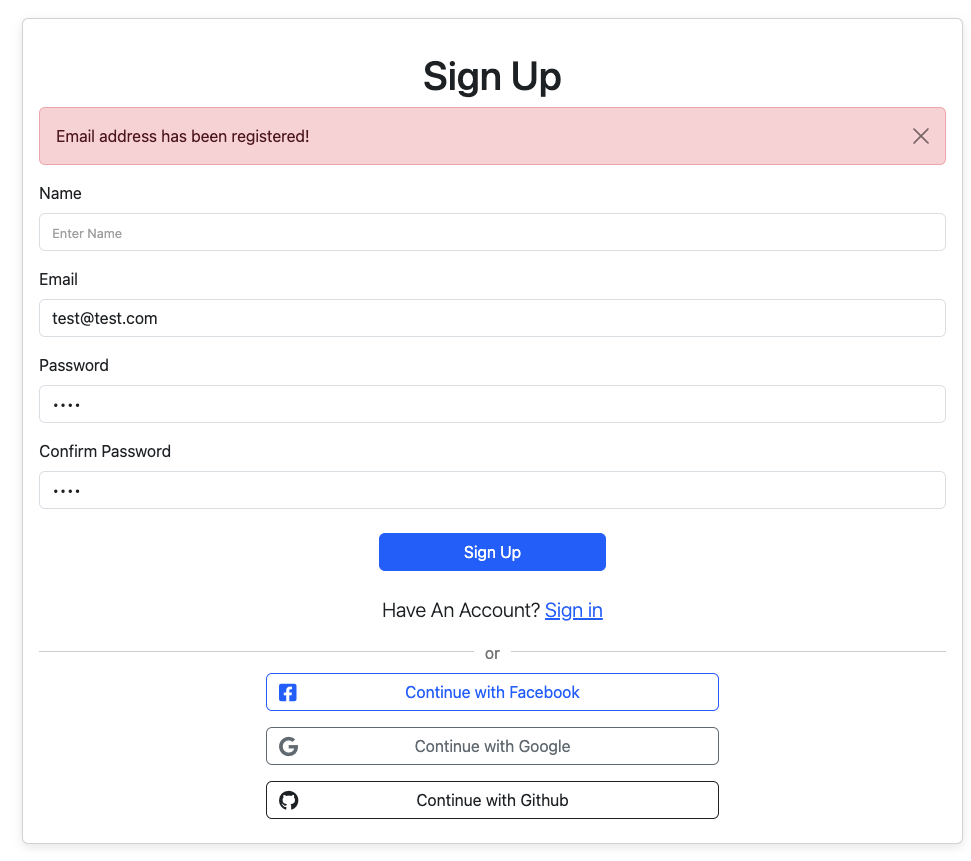 Sign Up
Email address has been registered!
Name
Enter Name
Email
test@test.com
Password
••••
Confirm Password
••••
Sign Up
Have An Account? Sign in
or
Continue with Facebook
Continue with Google
Continue with Github